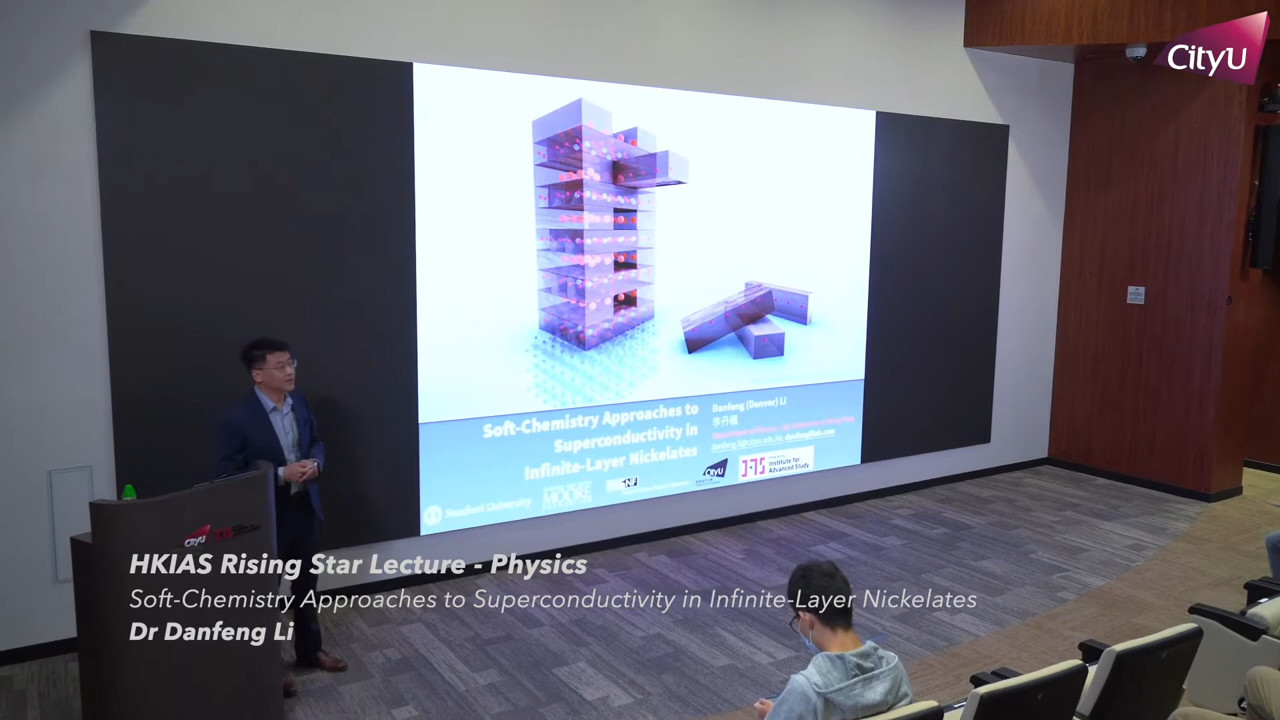 CityU
Soft-Chemistry Approaches to
Superconductivity in
Infinite-Layer Nickelates
Danfeng (Denver) Li
李丹楓
Stanford University
MOORE
CityU
Institute for
Advanced Study
CityU
HKIAS Rising Star Lecture - Physics
Soft-Chemistry Approaches to Superconductivity in Infinite-Layer Nickelates
Dr Danfeng Li